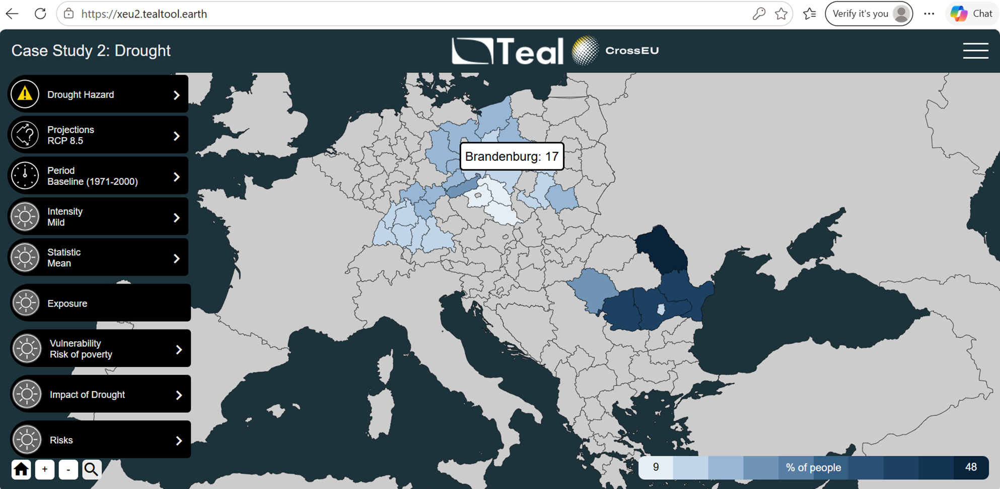 https://xeu2.tealtool.earth
Verify it's you
Chat
Case Study 2: Drought
Teal
CrossEU
Drought Hazard
Projections
RCP 8.5
Period
Baseline (1971-2000)
Intensity
Mild
Statistic
Mean
Exposure
Vulnerability
Risk of poverty
Impact of Drought
Risks
Brandenburg: 17
+
-
9
% of people
48